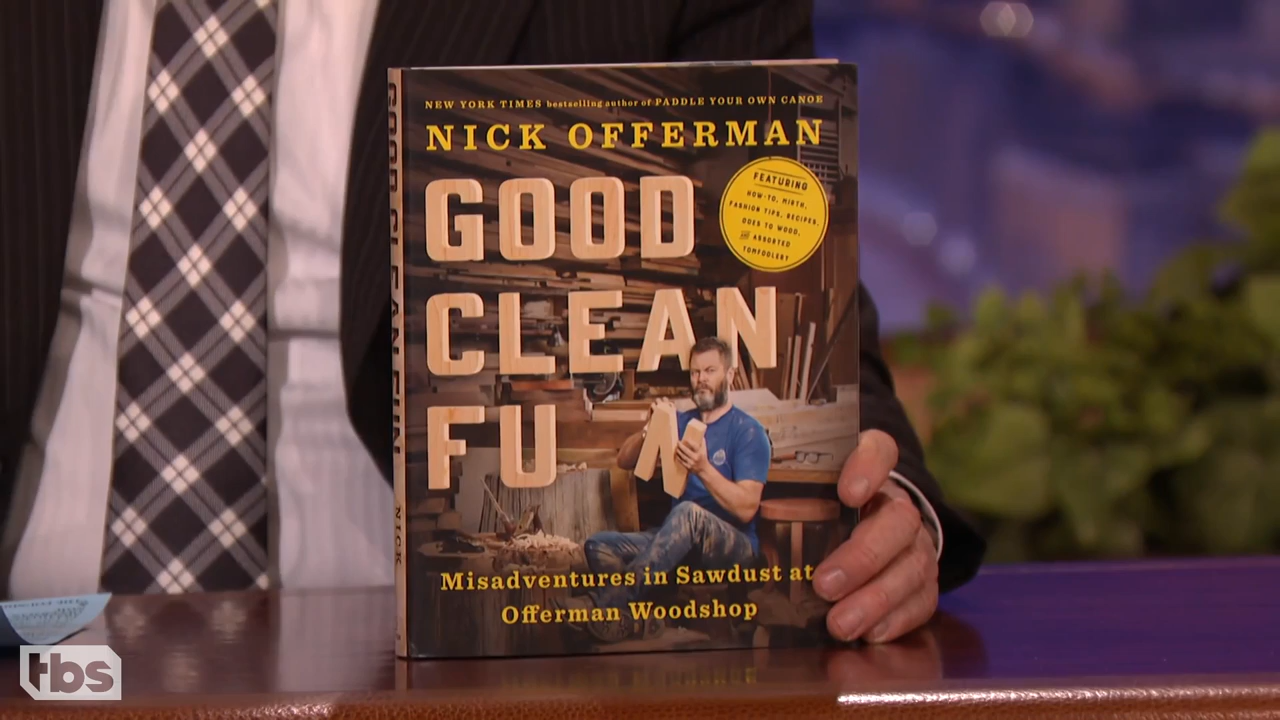 NEW YORK TIMES bestselling author of PADDLE YOUR OWN CANOE
NICK OFFERMAN
FEATURING
HOW-TO, MIRTH,
FASHION TIPS, RECIPES,
ODES TO WOOD,
AND ASSORTED
TOMFOOLERY
GOOD
CLEAN
FUN
Misadventures in Sawdust at
Offerman Woodshop
GOOD CLEAN FUN NICK
tbs